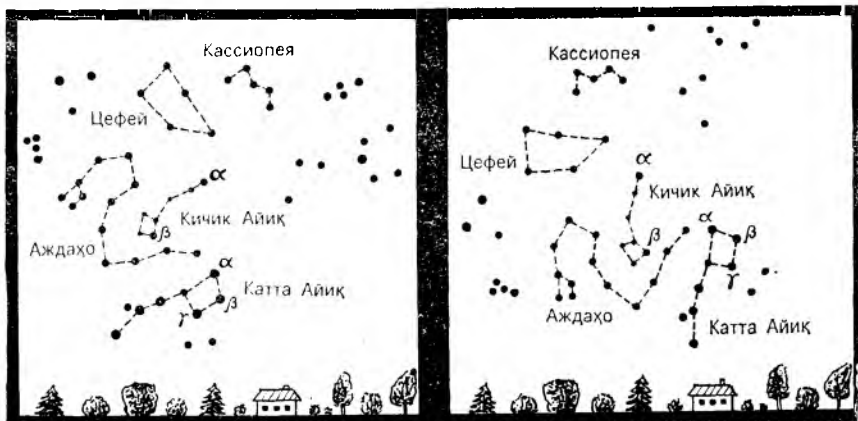 Кассиопея
Цефей
α
Кичик Айиқ
β
Аждаҳо
α
Катта Айиқ
β
γ
Кассиопея
Цефей
α
Кичик Айиқ
α
β
β
γ
Аждаҳо
Катта Айиқ